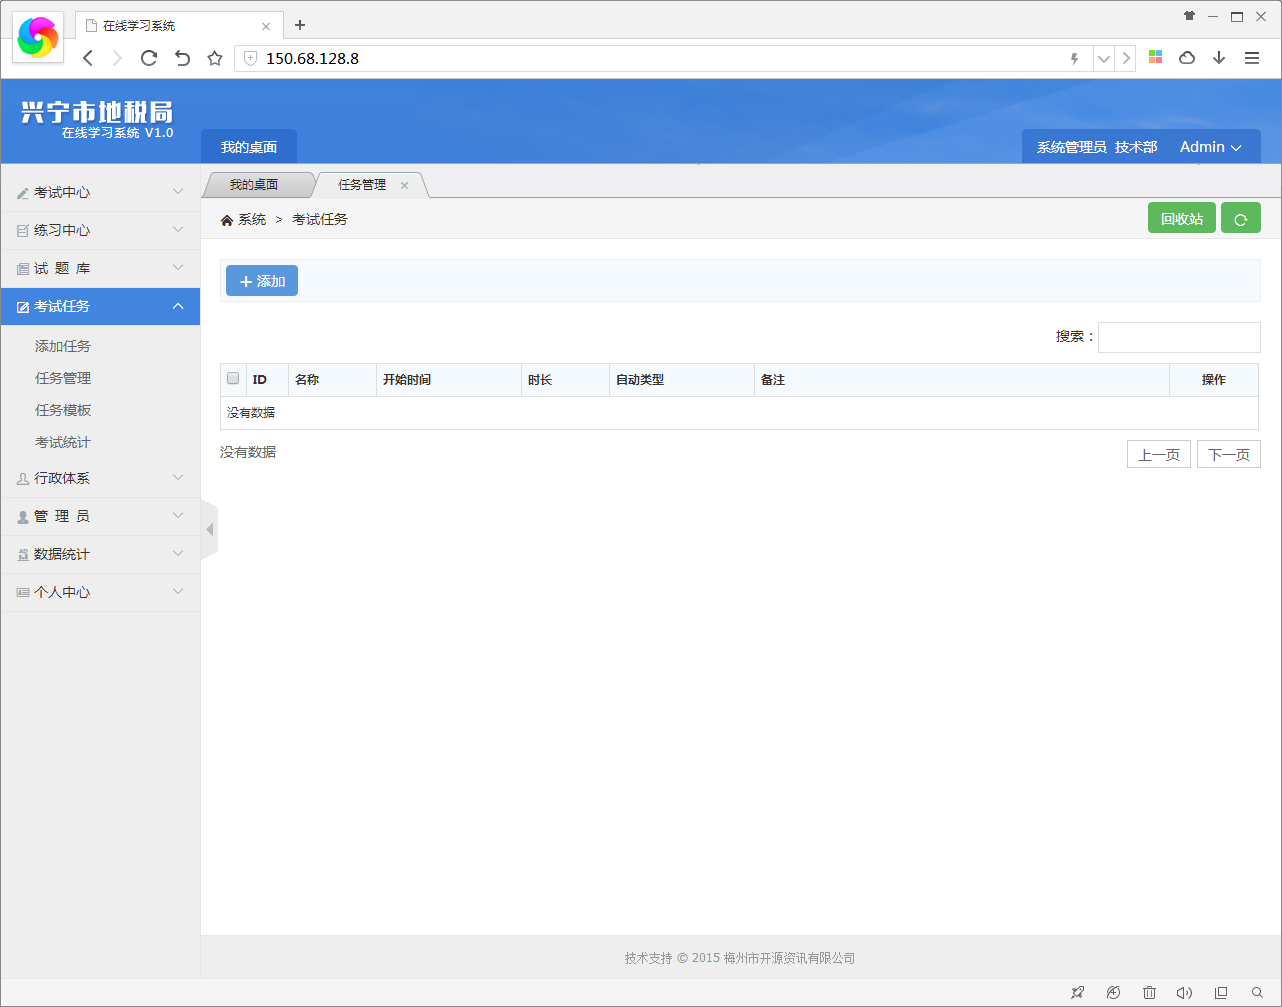 在线学习系统
150.68.128.8
兴宁市地税局
在线学习系统 V1.0
我的桌面
系统管理员 技术部 Admin
考试中心
练习中心
试 题 库
考试任务
添加任务
任务管理
任务模板
考试统计
行政体系
管 理 员
数据统计
个人中心
我的桌面 任务管理
系统 > 考试任务
回收站
添加
搜索：
ID 名称 开始时间 时长 自动类型 备注 操作
没有数据
没有数据
上一页 下一页
技术支持 © 2015 梅州市开源资讯有限公司